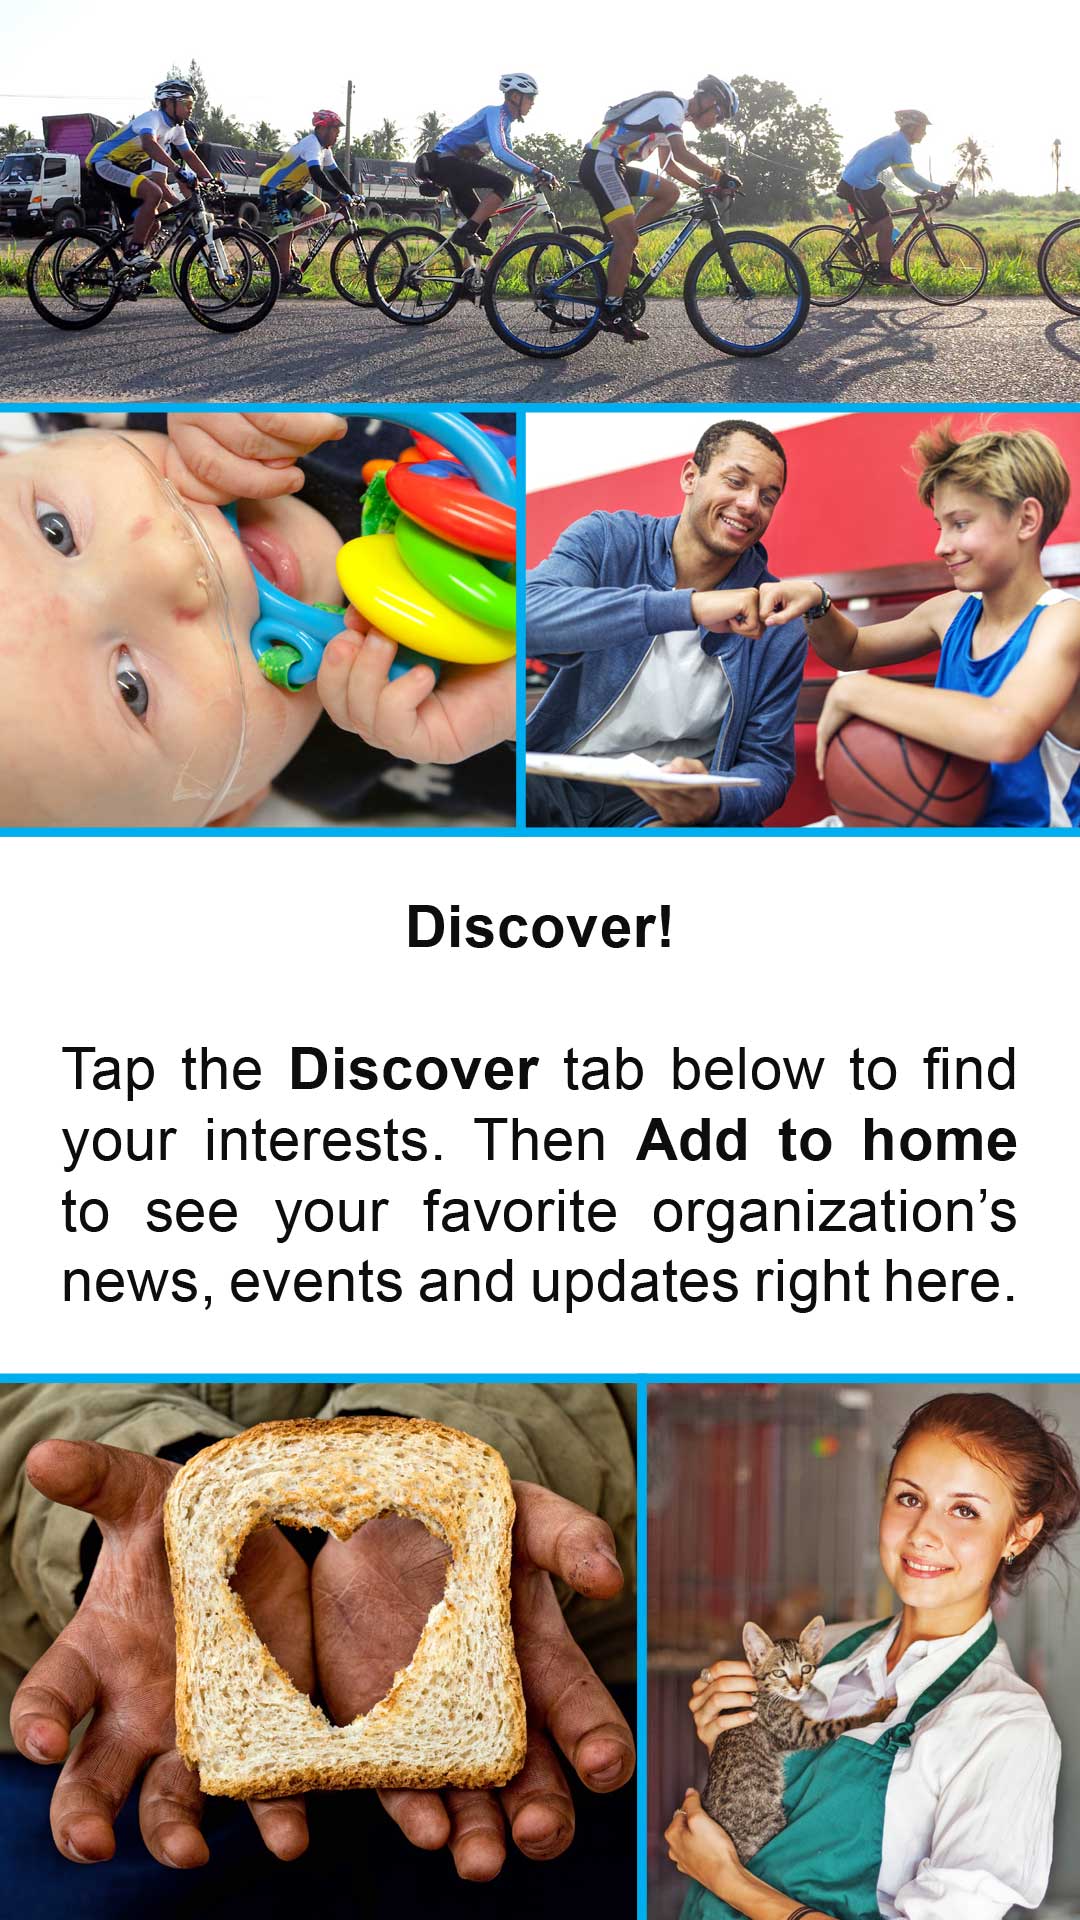 Discover!
Tap the Discover tab below to find
your interests. Then Add to home
to see your favorite organization’s
news, events and updates right here.